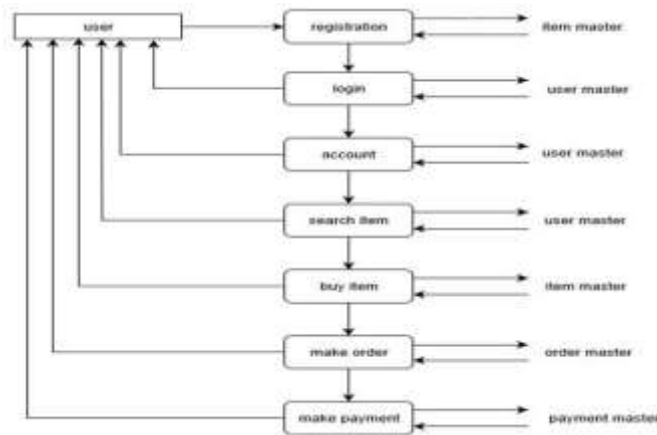 user
registration
item master
login
user master
account
user master
search item
user master
buy item
item master
make order
order master
make payment
payment master